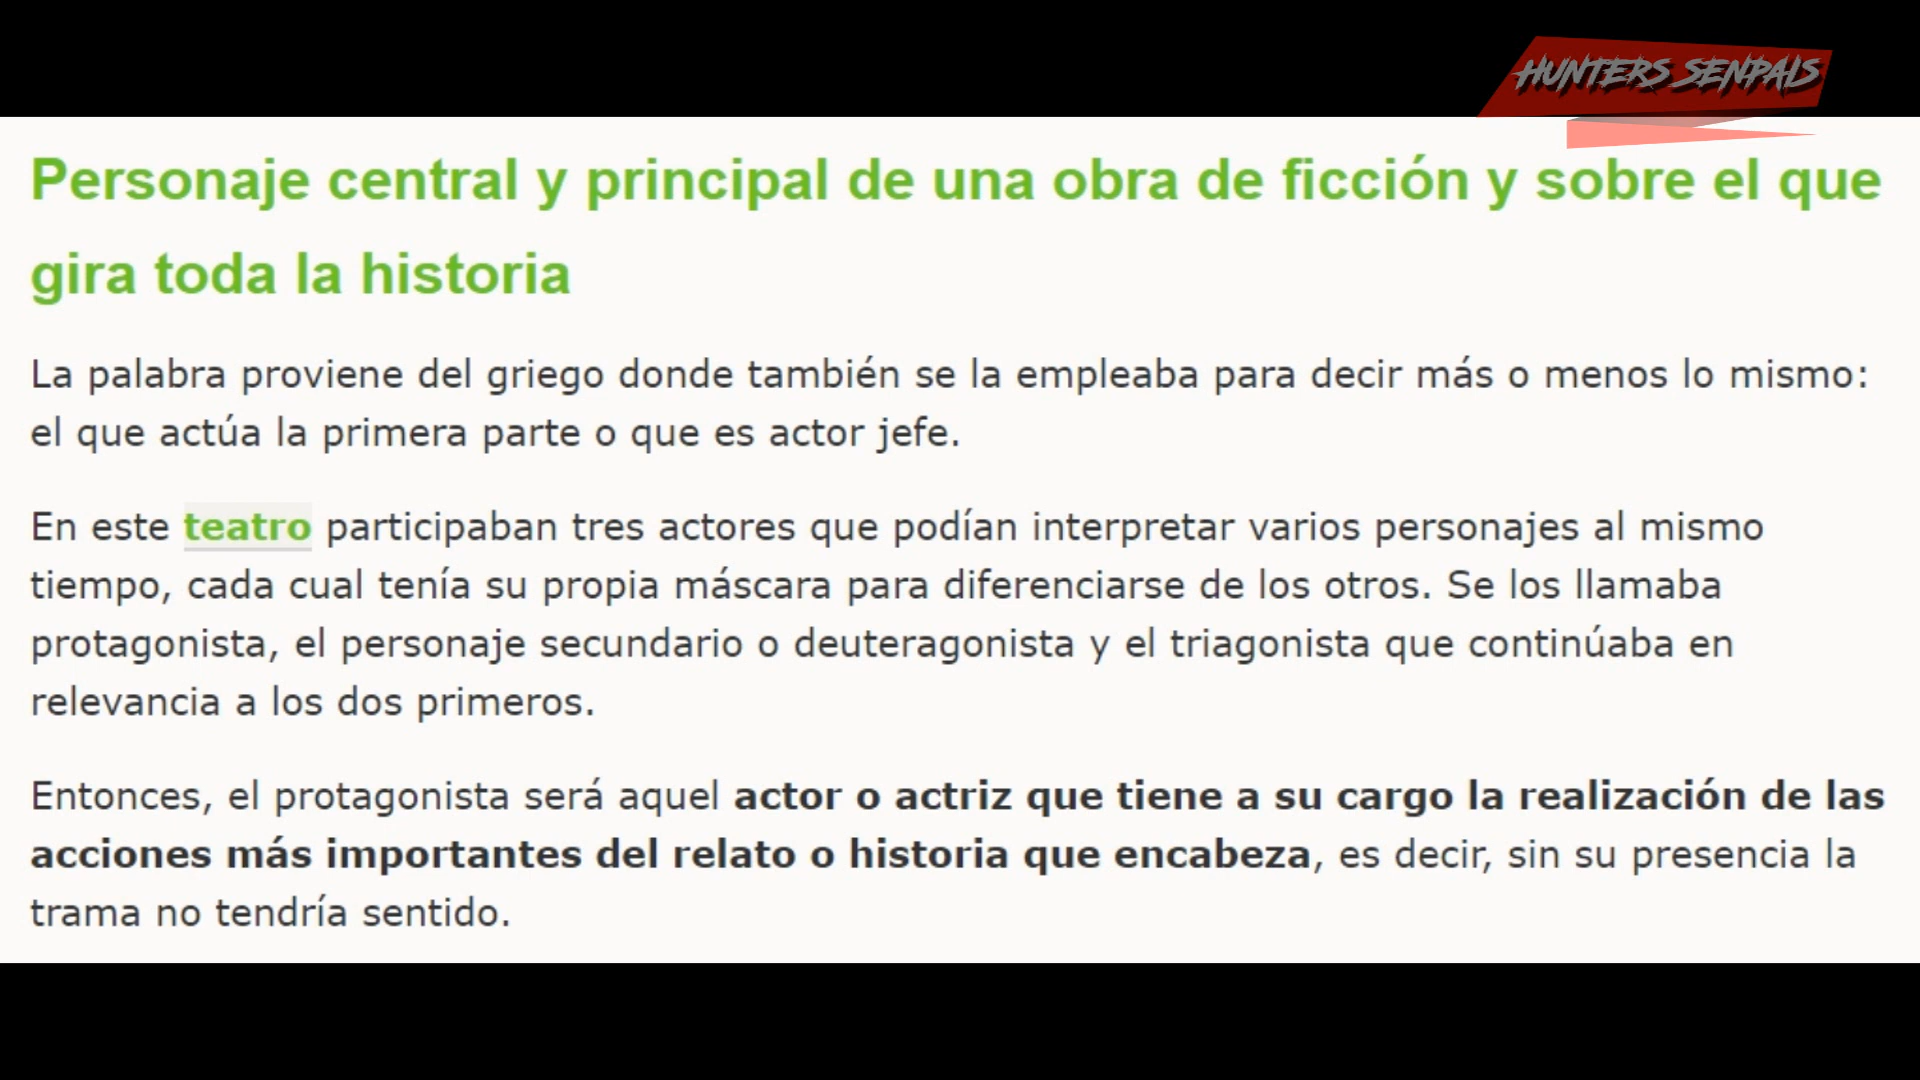 HUNTERS SENPAIS
Personaje central y principal de una obra de ficción y sobre el que
gira toda la historia
La palabra proviene del griego donde también se la empleaba para decir más o menos lo mismo:
el que actúa la primera parte o que es actor jefe.
En este teatro participaban tres actores que podían interpretar varios personajes al mismo
tiempo, cada cual tenía su propia máscara para diferenciarse de los otros. Se los llamaba
protagonista, el personaje secundario o deuteragonista y el triagonista que continúaba en
relevancia a los dos primeros.
Entonces, el protagonista será aquel actor o actriz que tiene a su cargo la realización de las
acciones más importantes del relato o historia que encabeza, es decir, sin su presencia la
trama no tendría sentido.